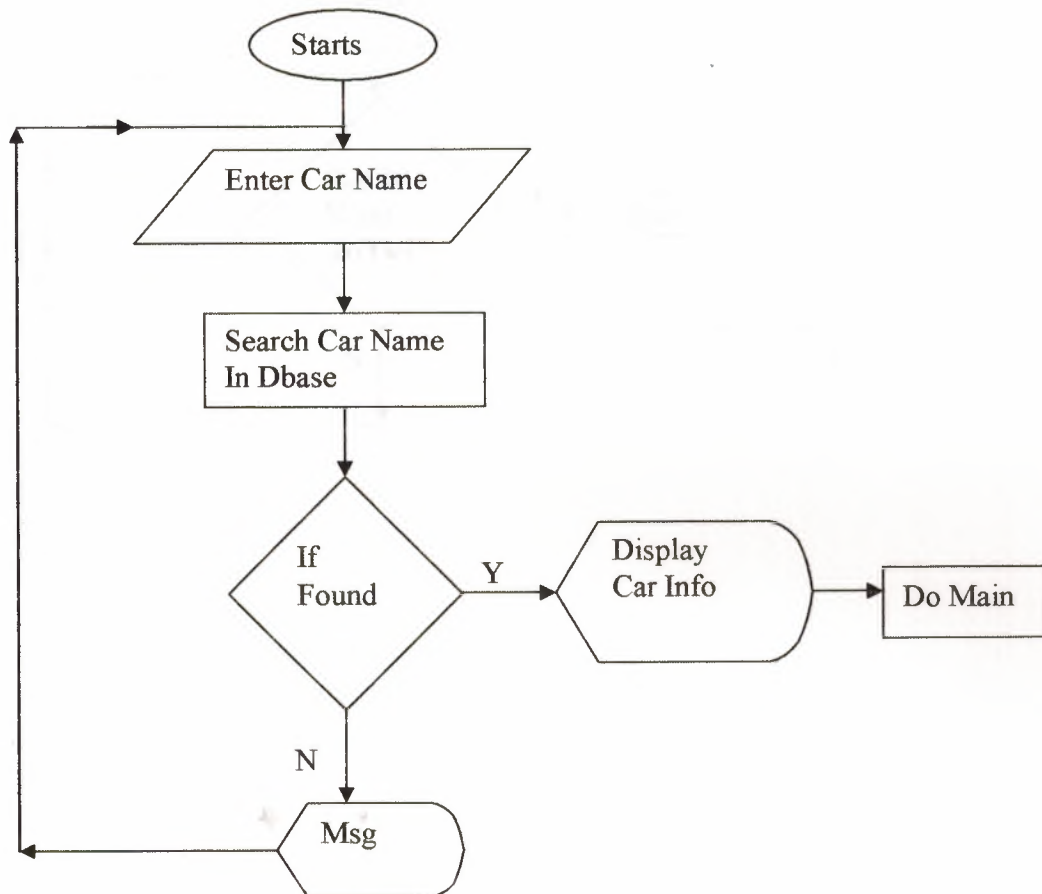 Starts
Enter Car Name
Search Car Name
In Dbase
If
Found
Y
Display
Car Info
Do Main
N
Msg